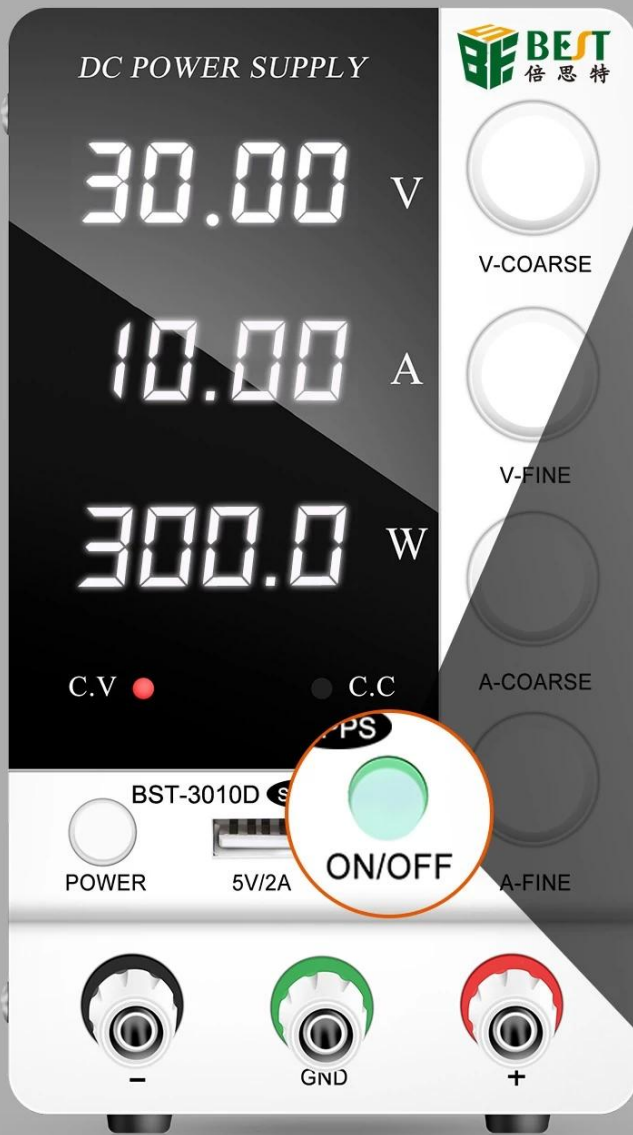 DC POWER SUPPLY
BEST
倍思特
30.00 V
V-COARSE
10.00 A
V-FINE
300.0 W
C.V
C.C
A-COARSE
PPS
BST-3010D
ON/OFF
POWER
5V/2A
A-FINE
-
GND
+